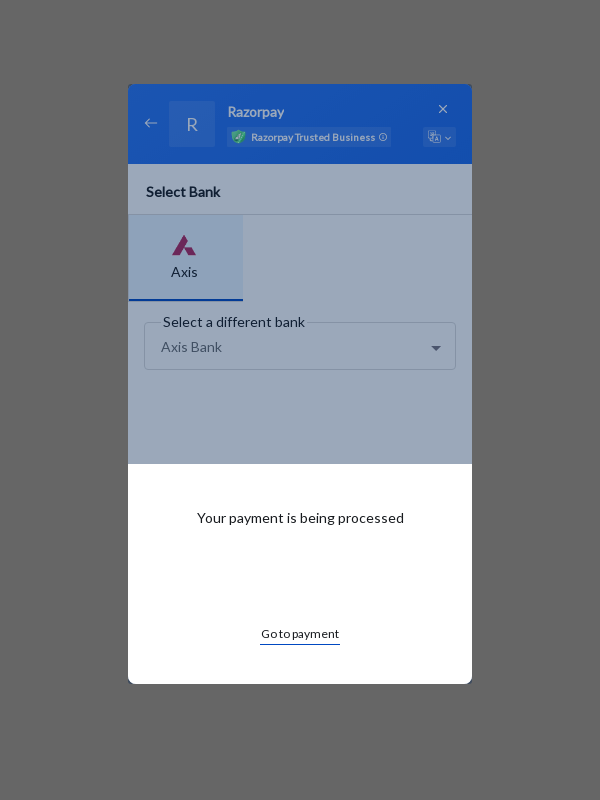 R
Razorpay
Razorpay Trusted Business
Select Bank
Axis
Select a different bank
Axis Bank
Your payment is being processed
Go to payment